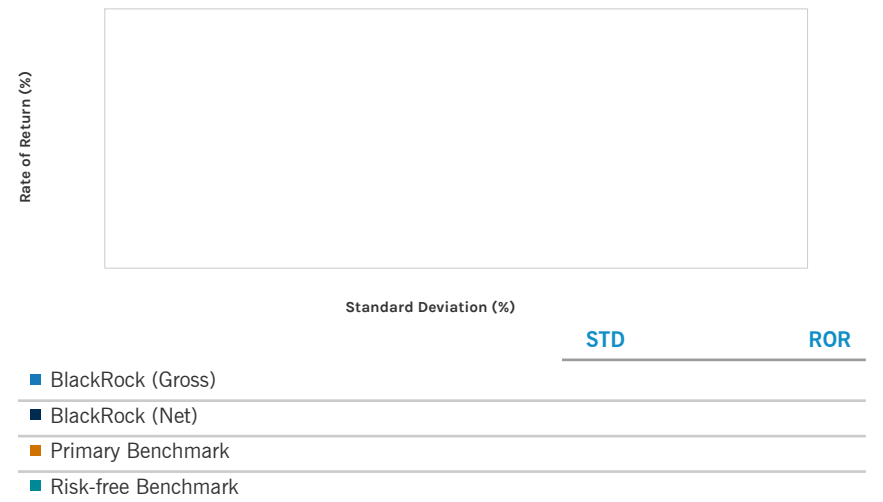 Rate of Return (%)
Standard Deviation (%)
STD ROR
BlackRock (Gross)
BlackRock (Net)
Primary Benchmark
Risk-free Benchmark